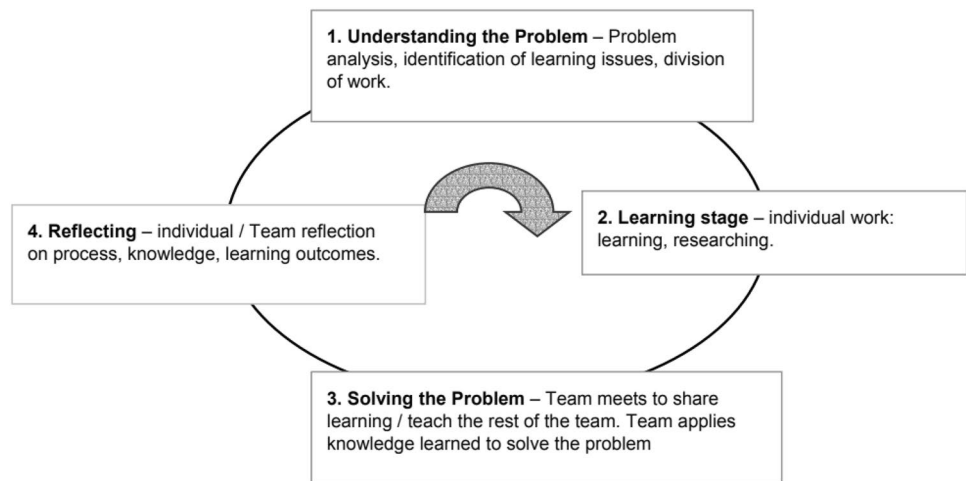 1. Understanding the Problem – Problem
analysis, identification of learning issues, division
of work.
2. Learning stage – individual work:
learning, researching.
3. Solving the Problem – Team meets to share
learning / teach the rest of the team. Team applies
knowledge learned to solve the problem
4. Reflecting – individual / Team reflection
on process, knowledge, learning outcomes.